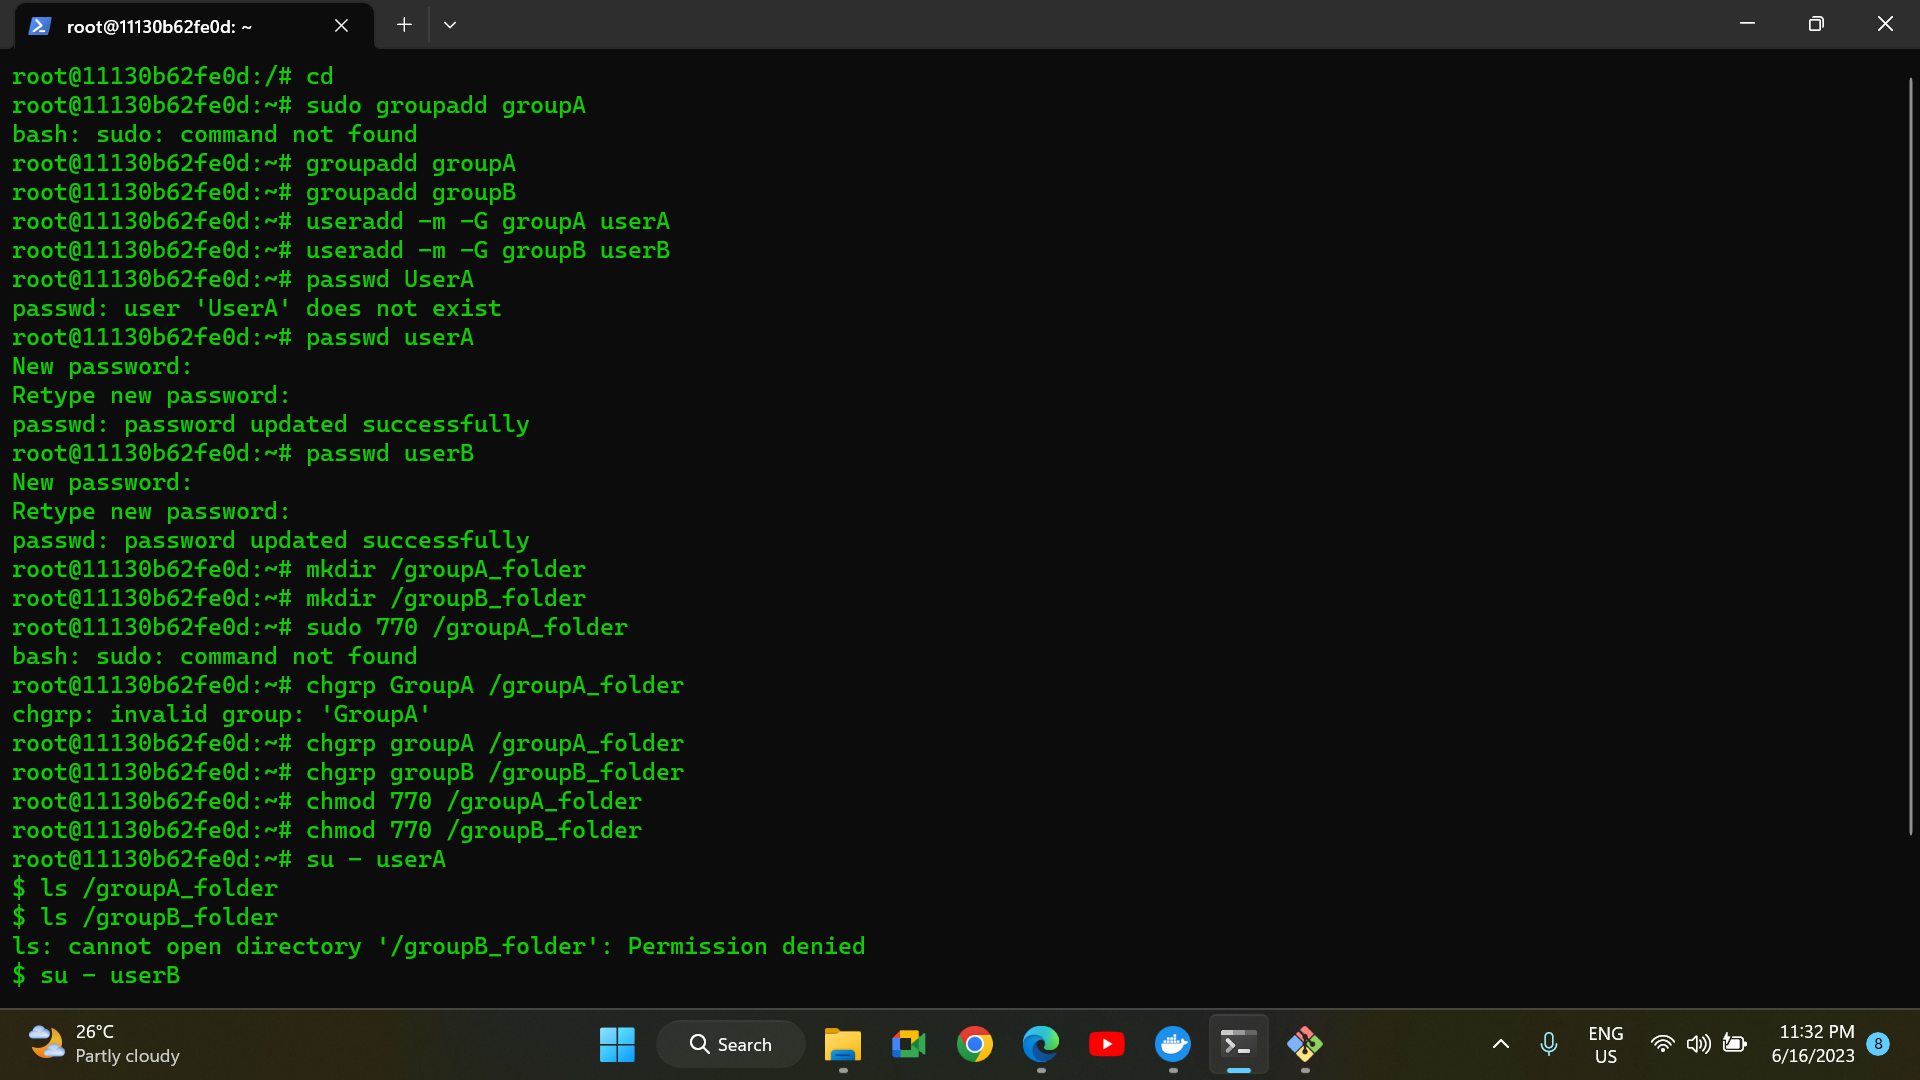 root@11130b62fe0d: ~
root@11130b62fe0d:/# cd
root@11130b62fe0d:~# sudo groupadd groupA
bash: sudo: command not found
root@11130b62fe0d:~# groupadd groupA
root@11130b62fe0d:~# groupadd groupB
root@11130b62fe0d:~# useradd -m -G groupA userA
root@11130b62fe0d:~# useradd -m -G groupB userB
root@11130b62fe0d:~# passwd UserA
passwd: user 'UserA' does not exist
root@11130b62fe0d:~# passwd userA
New password:
Retype new password:
passwd: password updated successfully
root@11130b62fe0d:~# passwd userB
New password:
Retype new password:
passwd: password updated successfully
root@11130b62fe0d:~# mkdir /groupA_folder
root@11130b62fe0d:~# mkdir /groupB_folder
root@11130b62fe0d:~# sudo 770 /groupA_folder
bash: sudo: command not found
root@11130b62fe0d:~# chgrp GroupA /groupA_folder
chgrp: invalid group: 'GroupA'
root@11130b62fe0d:~# chgrp groupA /groupA_folder
root@11130b62fe0d:~# chgrp groupB /groupB_folder
root@11130b62fe0d:~# chmod 770 /groupA_folder
root@11130b62fe0d:~# chmod 770 /groupB_folder
root@11130b62fe0d:~# su - userA
$ ls /groupA_folder
$ ls /groupB_folder
ls: cannot open directory '/groupB_folder': Permission denied
$ su - userB
26°C
Partly cloudy
Search
ENG
US
11:32 PM
6/16/2023
8